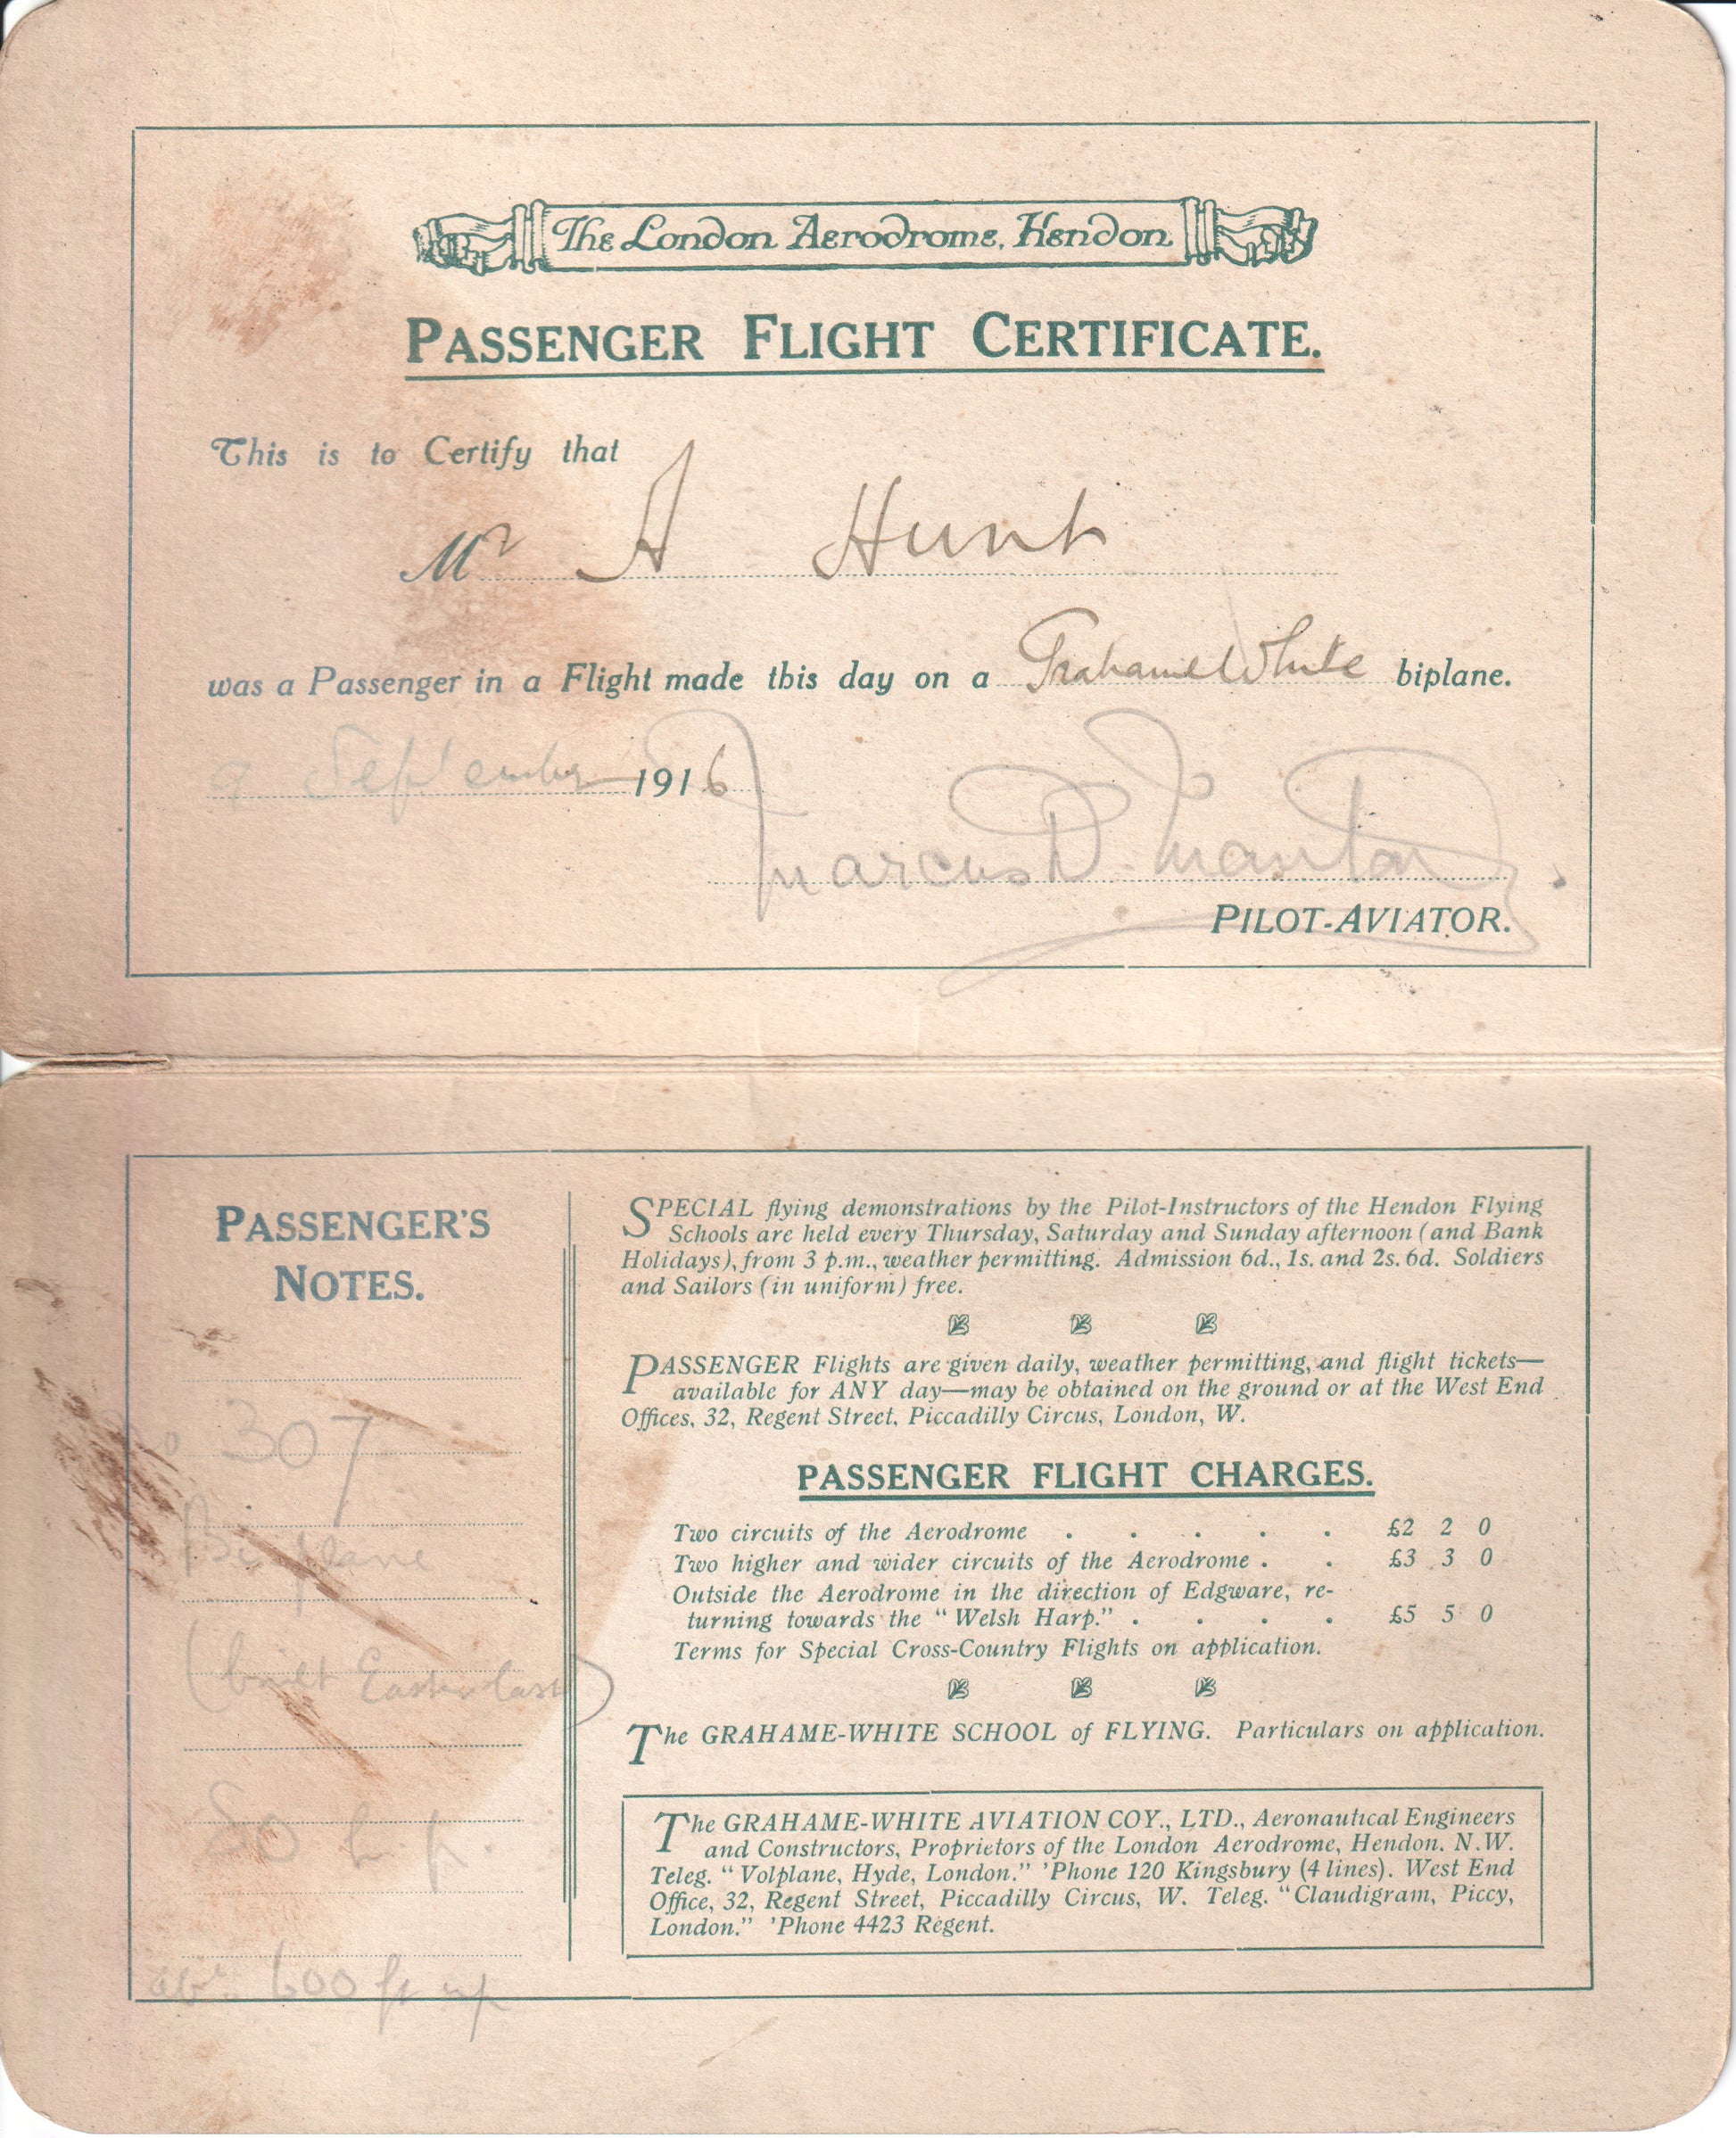 The London Aerodrome, Hendon.
PASSENGER FLIGHT CERTIFICATE.
This is to Certify that
Mr A Hunt
was a Passenger in a Flight made this day on a Grahame White biplane.
9 September 1916
Marcus D. Manton
PILOT-AVIATOR.
PASSENGER'S
NOTES.
307
Biplane
(built Easter last)
80 h p.
abt. 600 ft up
SPECIAL flying demonstrations by the Pilot-Instructors of the Hendon Flying
Schools are held every Thursday, Saturday and Sunday afternoon (and Bank
Holidays), from 3 p.m., weather permitting. Admission 6d., 1s. and 2s. 6d. Soldiers
and Sailors (in uniform) free.
PASSENGER Flights are given daily, weather permitting, and flight tickets—
available for ANY day—may be obtained on the ground or at the West End
Offices, 32, Regent Street, Piccadilly Circus, London, W.
PASSENGER FLIGHT CHARGES.
Two circuits of the Aerodrome . . . . . £2 2 0
Two higher and wider circuits of the Aerodrome . . £3 3 0
Outside the Aerodrome in the direction of Edgware, re-
turning towards the "Welsh Harp." . . . . £5 5 0
Terms for Special Cross-Country Flights on application.
The GRAHAME-WHITE SCHOOL of FLYING. Particulars on application.
The GRAHAME-WHITE AVIATION COY., LTD., Aeronautical Engineers
and Constructors, Proprietors of the London Aerodrome, Hendon. N.W.
Teleg. "Volplane, Hyde, London." 'Phone 120 Kingsbury (4 lines). West End
Office, 32, Regent Street, Piccadilly Circus, W. Teleg. "Claudigram, Piccy,
London." 'Phone 4423 Regent.